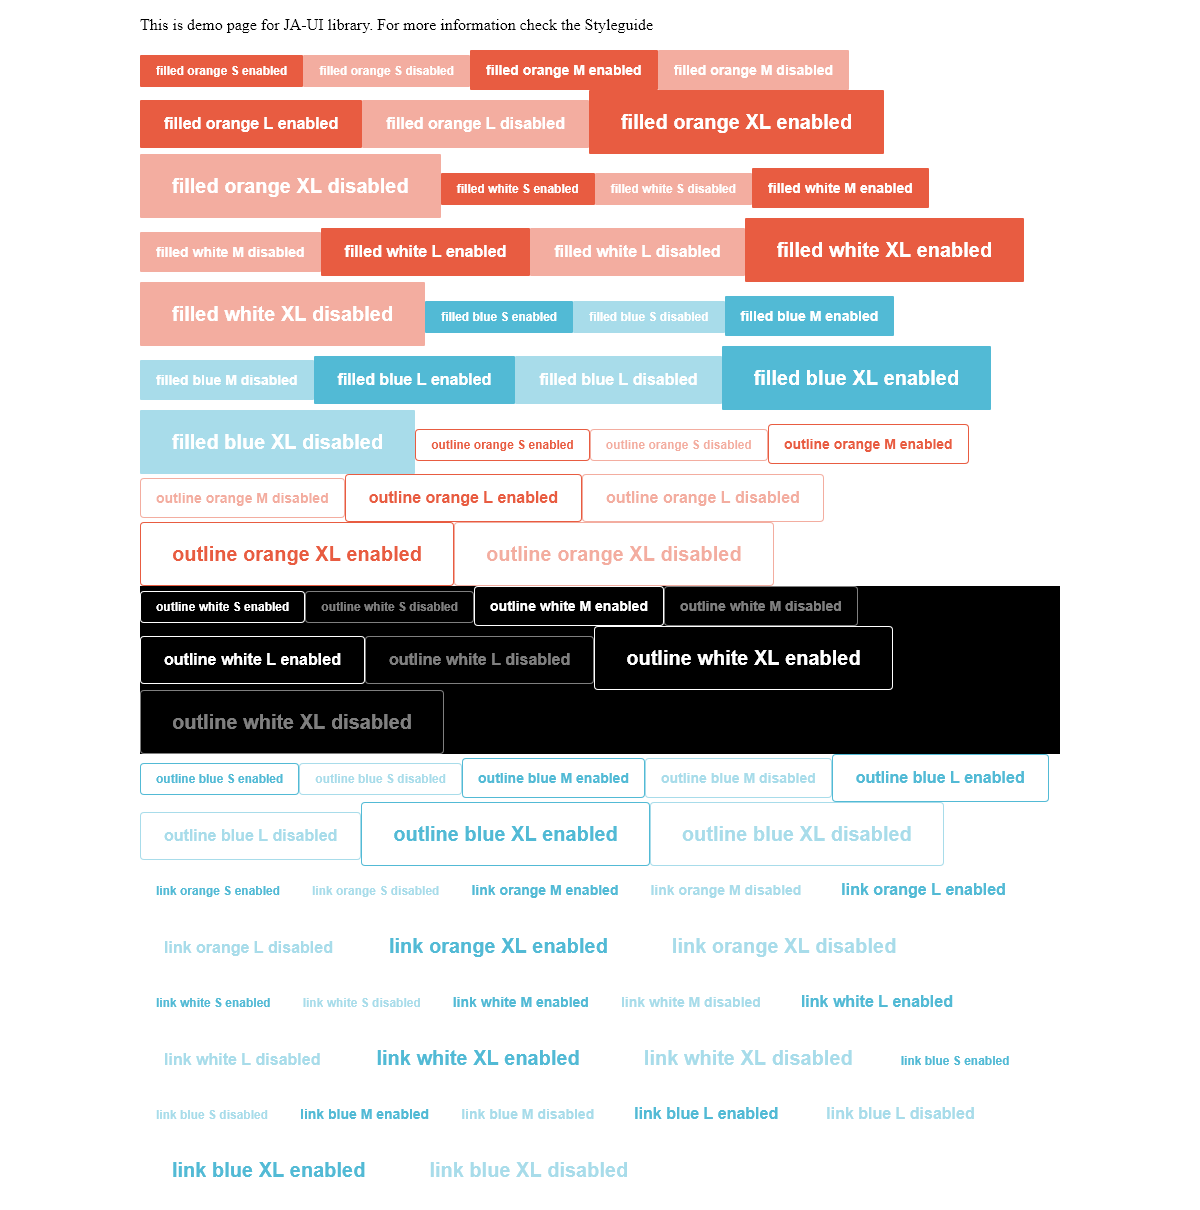 This is demo page for JA-UI library. For more information check the Styleguide
filled orange S enabled filled orange S disabled filled orange M enabled filled orange M disabled
filled orange L enabled filled orange L disabled filled orange XL enabled
filled orange XL disabled filled white S enabled filled white S disabled filled white M enabled
filled white M disabled filled white L enabled filled white L disabled filled white XL enabled
filled white XL disabled filled blue S enabled filled blue S disabled filled blue M enabled
filled blue M disabled filled blue L enabled filled blue L disabled filled blue XL enabled
filled blue XL disabled outline orange S enabled outline orange S disabled outline orange M enabled
outline orange M disabled outline orange L enabled outline orange L disabled
outline orange XL enabled outline orange XL disabled
outline white S enabled outline white S disabled outline white M enabled outline white M disabled
outline white L enabled outline white L disabled outline white XL enabled
outline white XL disabled
outline blue S enabled outline blue S disabled outline blue M enabled outline blue M disabled outline blue L enabled
outline blue L disabled outline blue XL enabled outline blue XL disabled
link orange S enabled link orange S disabled link orange M enabled link orange M disabled link orange L enabled
link orange L disabled link orange XL enabled link orange XL disabled
link white S enabled link white S disabled link white M enabled link white M disabled link white L enabled
link white L disabled link white XL enabled link white XL disabled link blue S enabled
link blue S disabled link blue M enabled link blue M disabled link blue L enabled link blue L disabled
link blue XL enabled link blue XL disabled